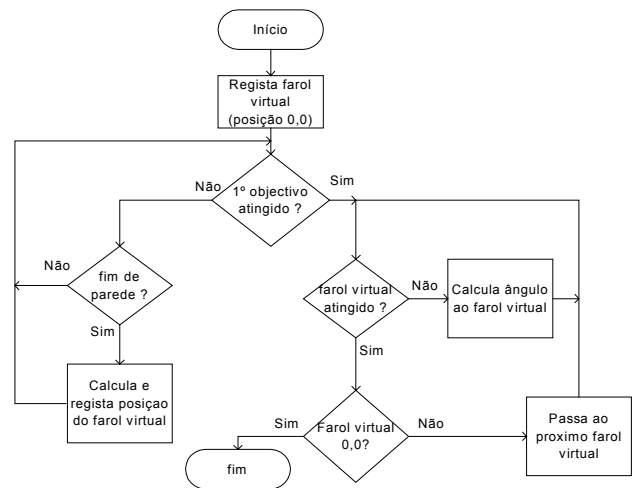 Início
Regista farol
virtual
(posição 0,0)
Não
Sim
1º objectivo
atingido ?
Não
fim de
parede ?
Sim
Calcula e
regista posiçao
do farol virtual
farol virtual
atingido ?
Não
Calcula ângulo
ao farol virtual
Sim
Sim
Farol virtual
0,0?
Não
Passa ao
proximo farol
virtual
fim